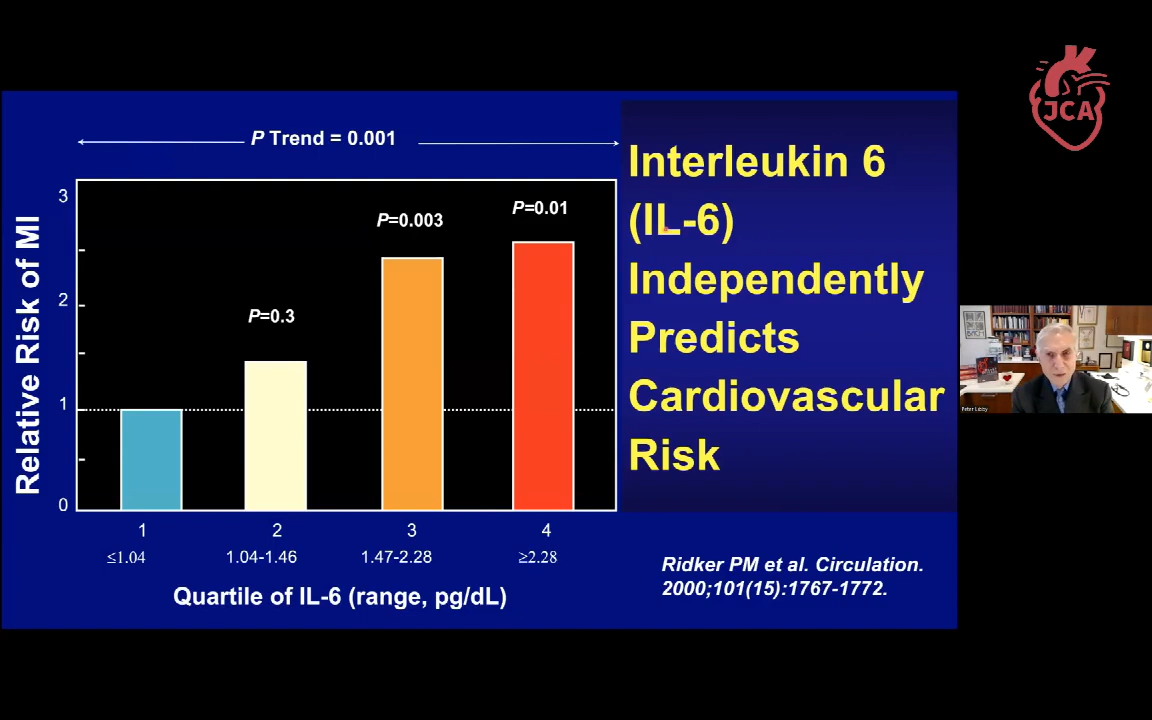 JCA
P Trend = 0.001
Interleukin 6
(IL-6)
Independently
Predicts
Cardiovascular
Risk
Relative Risk of MI
3
2
1
0
P=0.3
P=0.003
P=0.01
1
2
3
4
≤1.04
1.04-1.46
1.47-2.28
≥2.28
Quartile of IL-6 (range, pg/dL)
Ridker PM et al. Circulation.
2000;101(15):1767-1772.
Peter Libby